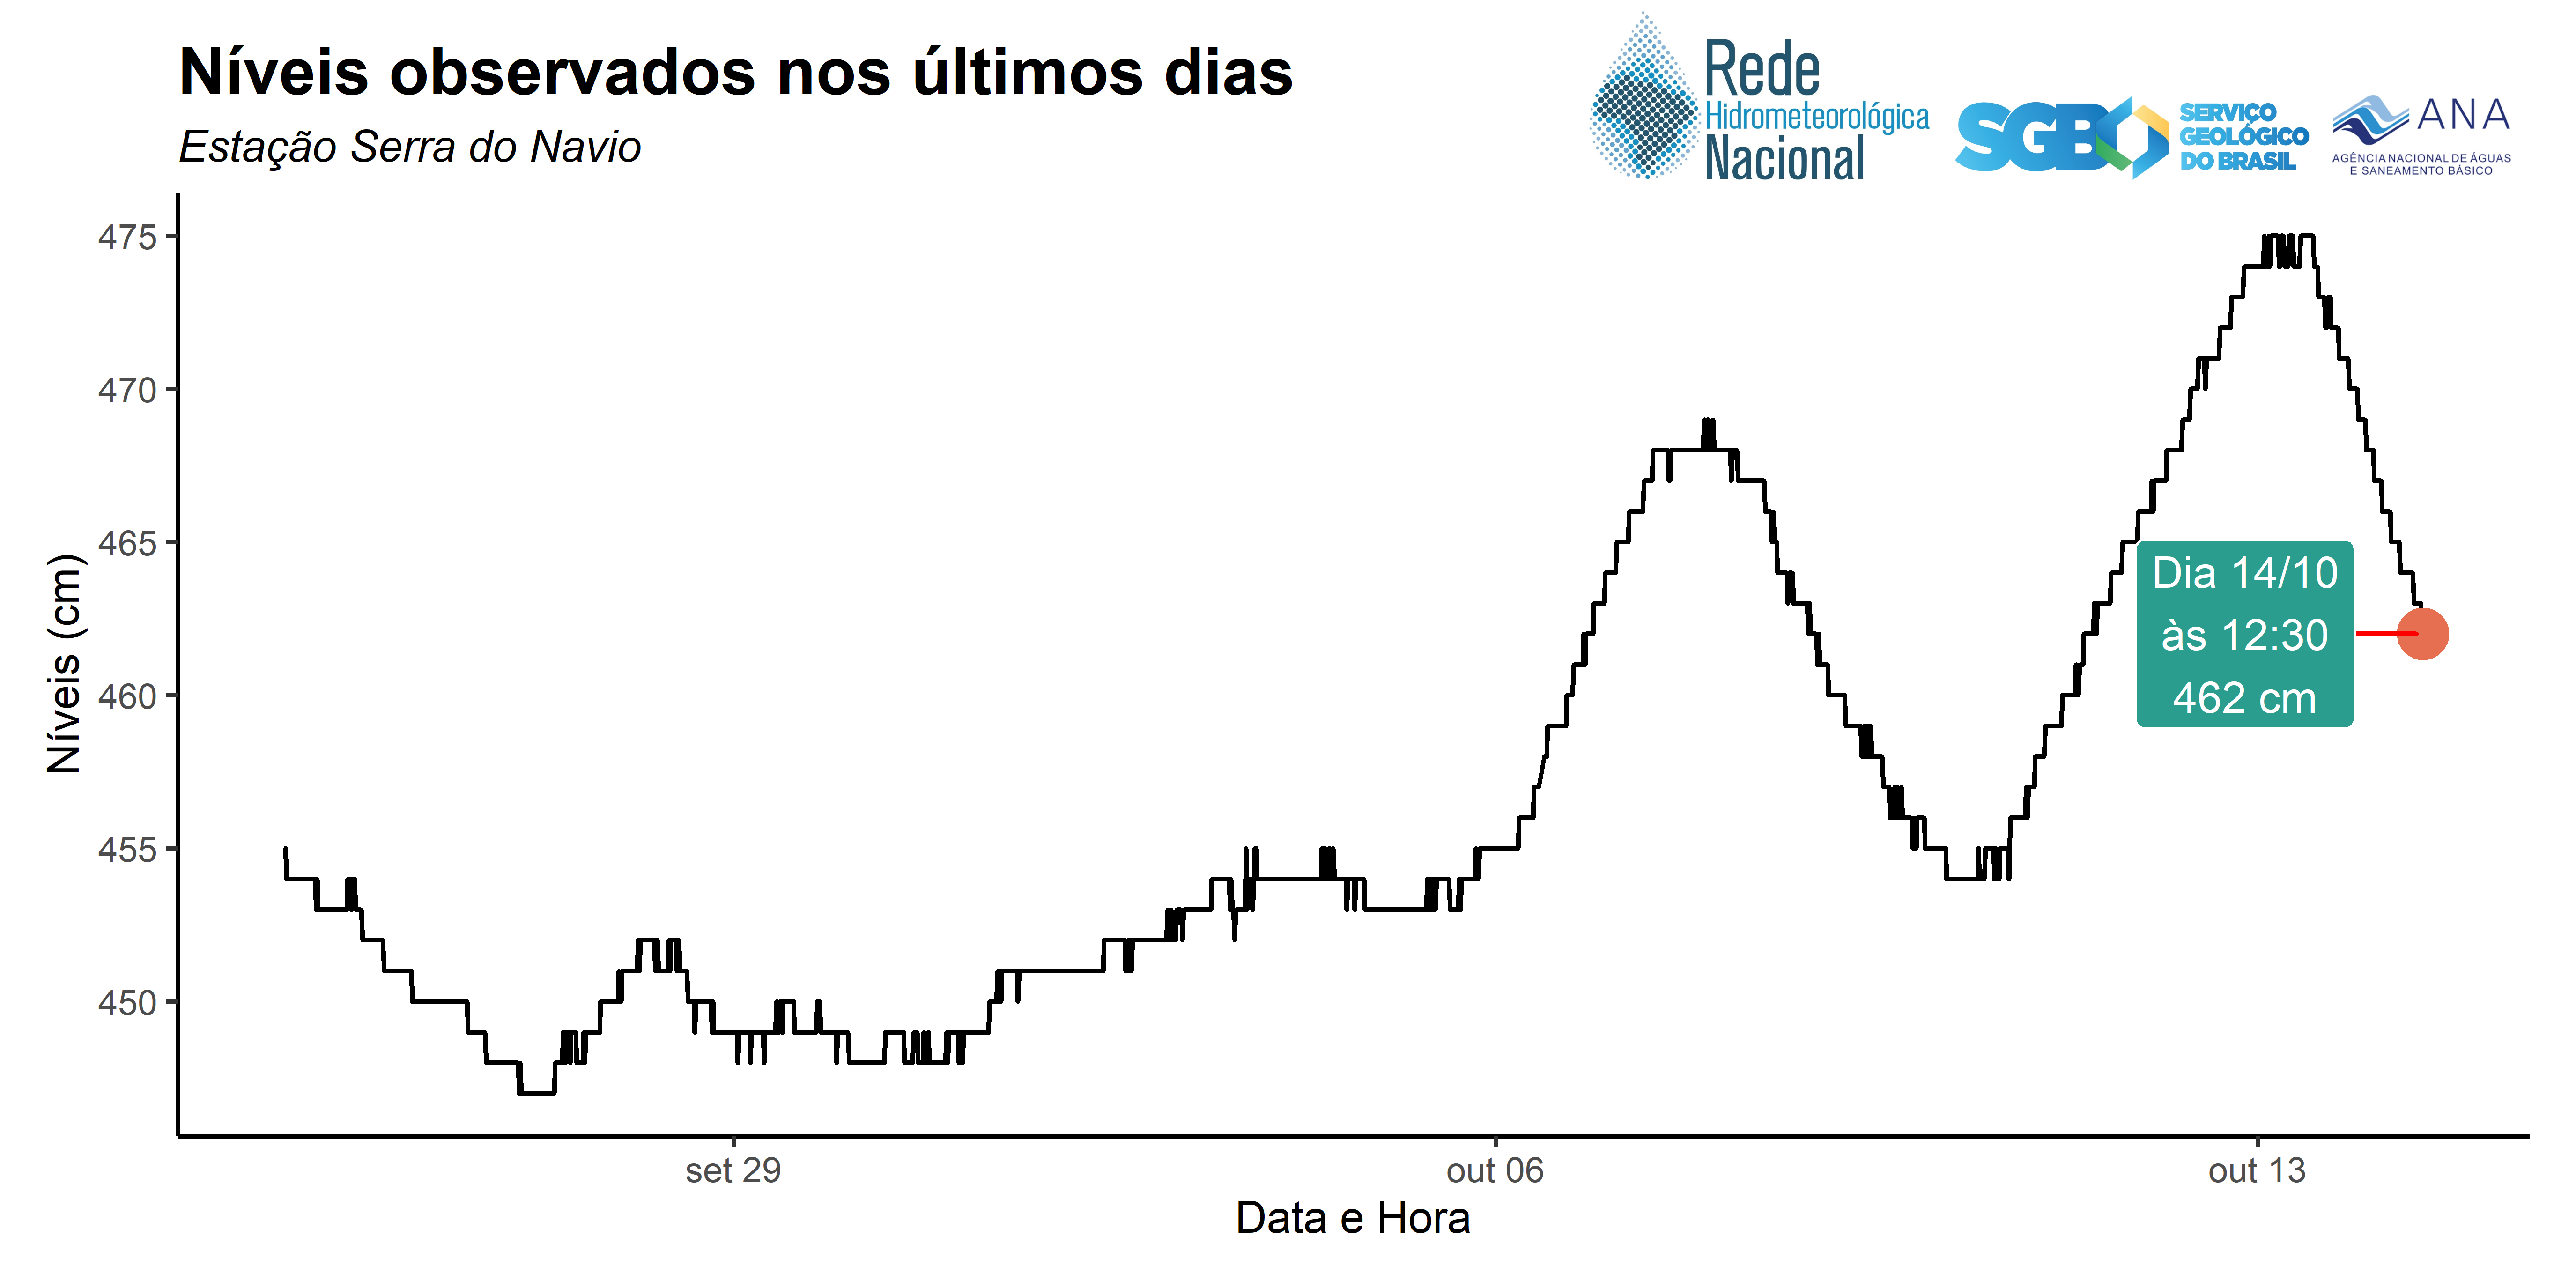 Níveis observados nos últimos dias
Estação Serra do Navio
Rede
Hidrometeorológica
Nacional
SGB
SERVIÇO
GEOLÓGICO
DO BRASIL
ANA
AGÊNCIA NACIONAL DE ÁGUAS
E SANEAMENTO BÁSICO
475
470
465
460
455
450
Níveis (cm)
Dia 14/10
às 12:30
462 cm
set 29
out 06
out 13
Data e Hora